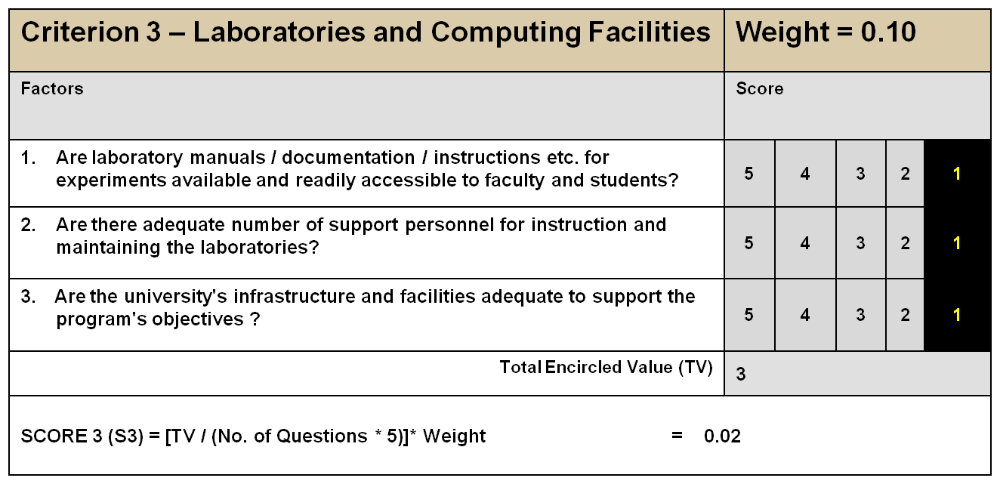 Criterion 3 – Laboratories and Computing Facilities Weight = 0.10
Factors Score
1. Are laboratory manuals / documentation / instructions etc. for
experiments available and readily accessible to faculty and students?
5 4 3 2 1
2. Are there adequate number of support personnel for instruction and
maintaining the laboratories?
5 4 3 2 1
3. Are the university's infrastructure and facilities adequate to support the
program's objectives ?
5 4 3 2 1
Total Encircled Value (TV) 3
SCORE 3 (S3) = [TV / (No. of Questions * 5)]* Weight = 0.02